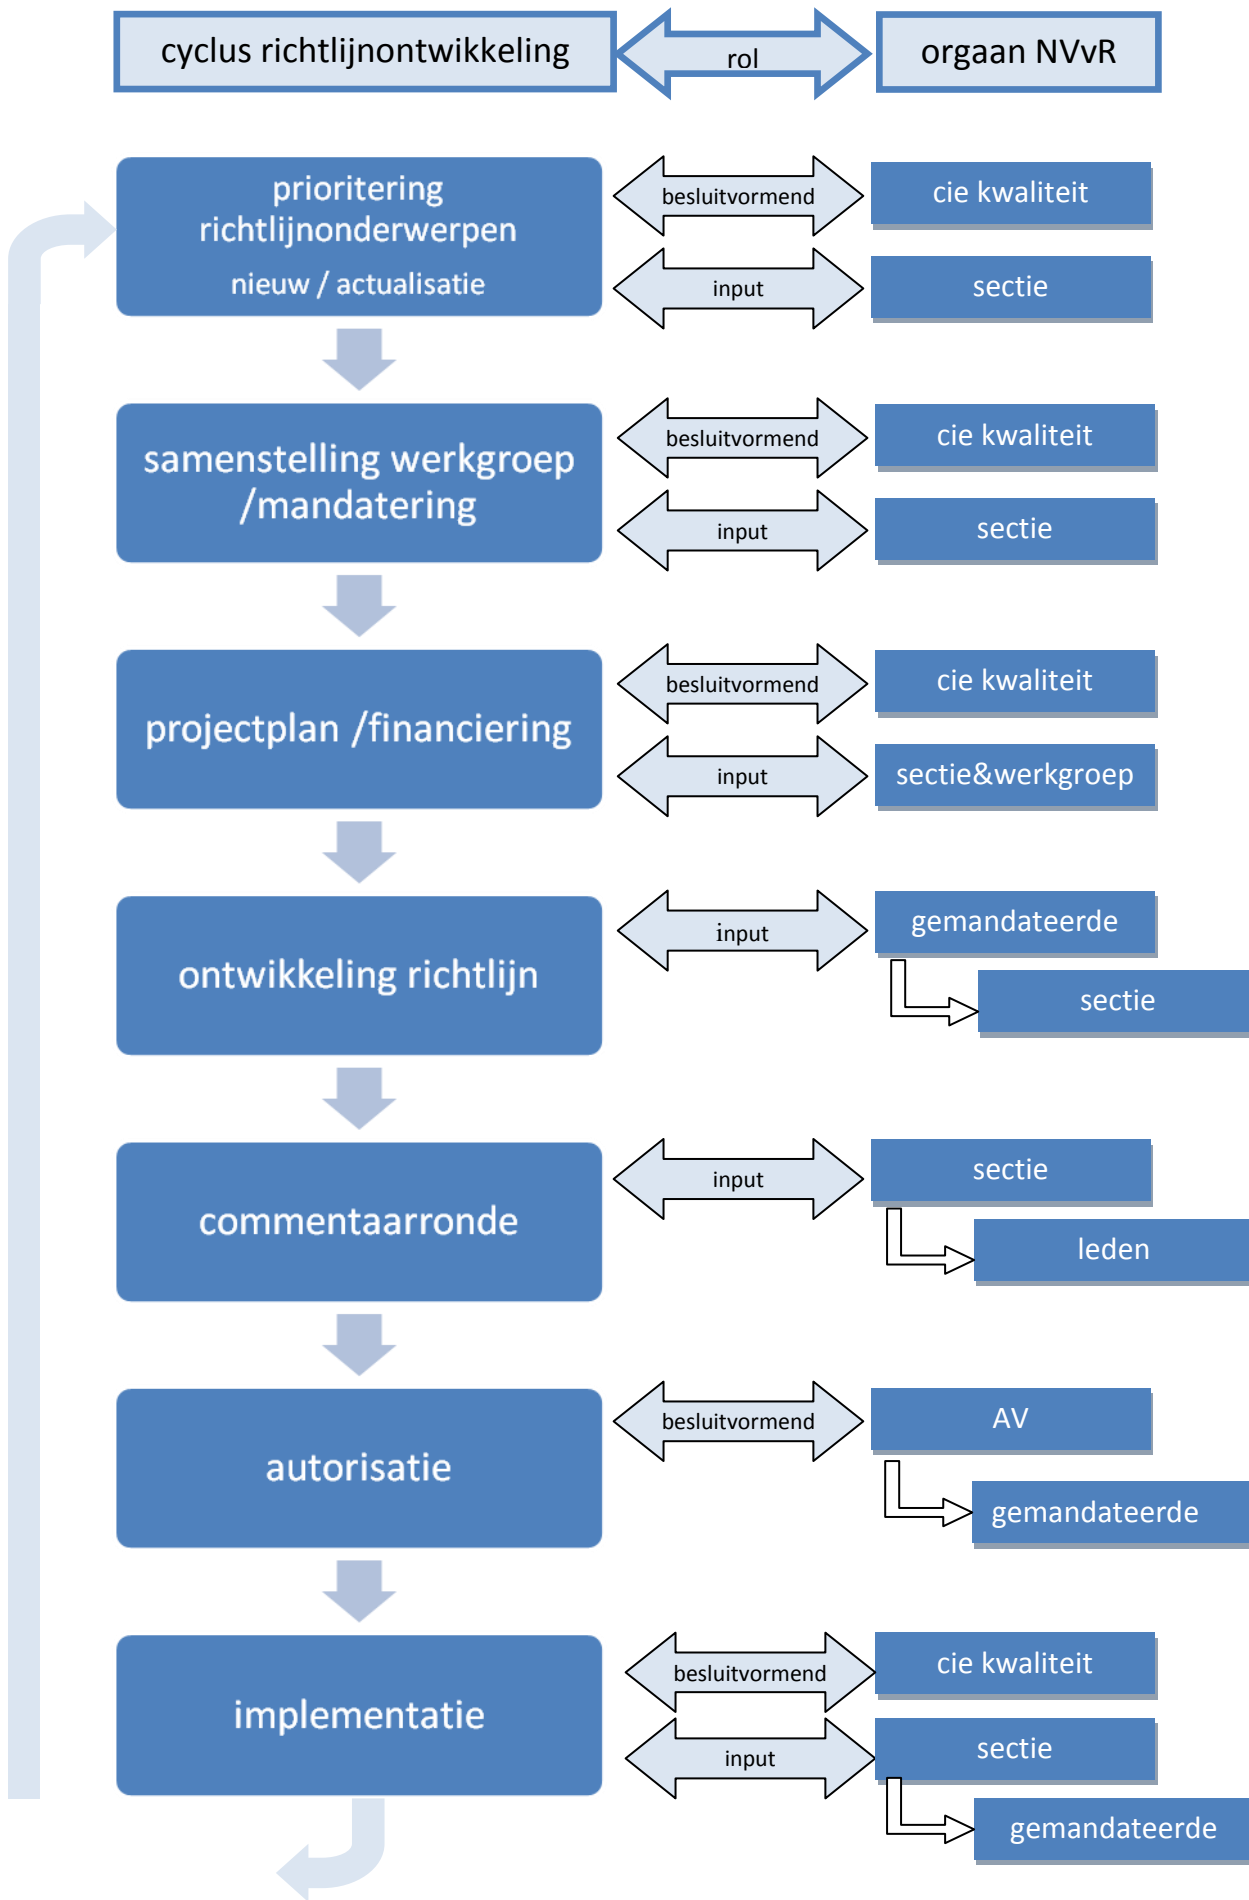 cyclus richtlijnontwikkeling
rol
orgaan NVvR
prioritering
richtlijnonderwerpen
nieuw / actualisatie
besluitvormend
cie kwaliteit
input
sectie
samenstelling werkgroep
/mandatering
besluitvormend
cie kwaliteit
input
sectie
projectplan /financiering
besluitvormend
cie kwaliteit
input
sectie&werkgroep
ontwikkeling richtlijn
input
gemandateerde
sectie
commentaarronde
input
sectie
leden
autorisatie
besluitvormend
AV
gemandateerde
implementatie
besluitvormend
cie kwaliteit
input
sectie
gemandateerde